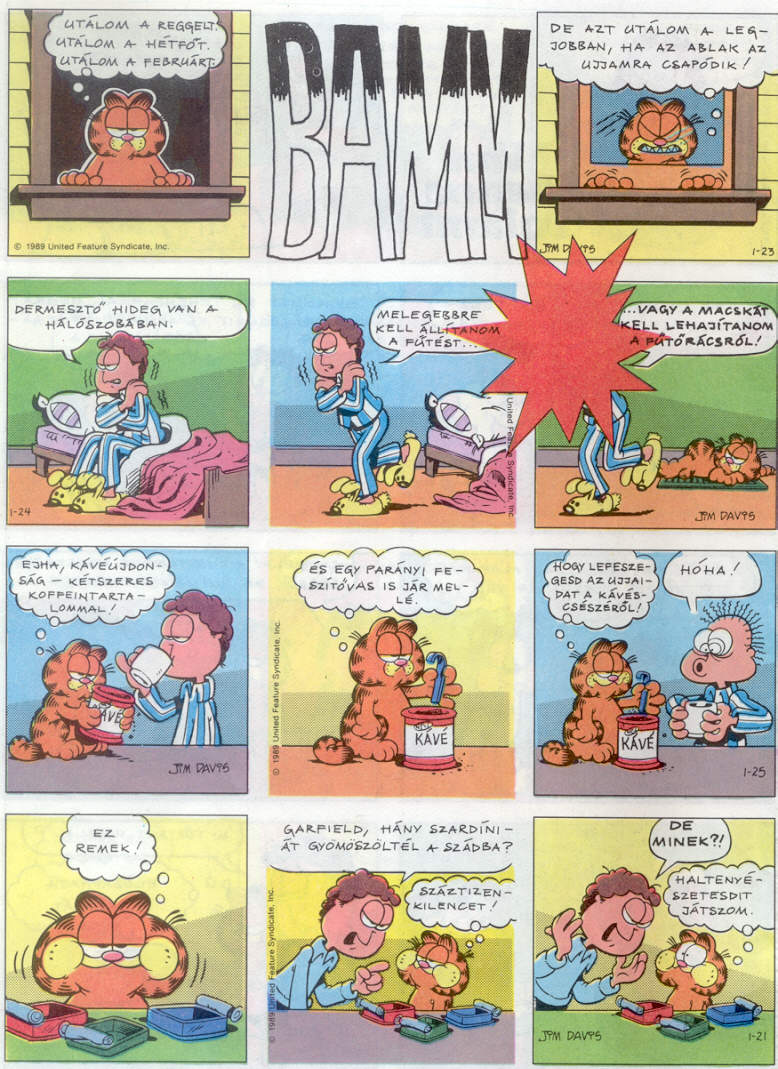 UTÁLOM A REGGELT.
UTÁLOM A HÉTFŐT.
UTÁLOM A FEBRUÁRT.
© 1989 United Feature Syndicate, Inc.
BAMM
DE AZT UTÁLOM A LEG-
JOBBAN, HA AZ ABLAK AZ
UJJAMRA CSAPÓDIK!
JIM DAVIS
1-23
DERMESZTŐ HIDEG VAN A
HÁLÓSZOBÁBAN.
1-24
MELEGEBBRE
KELL ÁLLÍTANOM
A FŰTÉST...
United Feature Syndicate, Inc.
...VAGY A MACSKÁT
KELL LEHAJÍTANOM
A FŰTŐRÁCSRÓL!
JIM DAVIS
EJHA, KÁVÉÚJDON-
SÁG – KÉTSZERES
KOFFEINTARTA-
LOMMAL!
KÁVÉ
JIM DAVIS
ÉS EGY PARÁNYI FE-
SZÍTŐVAS IS JÁR MEL-
LÉ.
KÁVÉ
© 1989 United Feature Syndicate, Inc.
HOGY LEFESZE-
GESD AZ UJJAI-
DAT A KÁVÉS-
CSÉSZÉRŐL!
HÓHA!
KÁVÉ
1-25
EZ
REMEK!
GARFIELD, HÁNY SZARDÍNI-
ÁT GYÖMÖSZÖLTÉL A SZÁDBA?
SZÁZTIZEN-
KILENCET!
© 1989 United Feature Syndicate, Inc.
DE
MINEK?!
HALTENYÉ-
SZETESDIT
JÁTSZOM.
JIM DAVIS
1-21